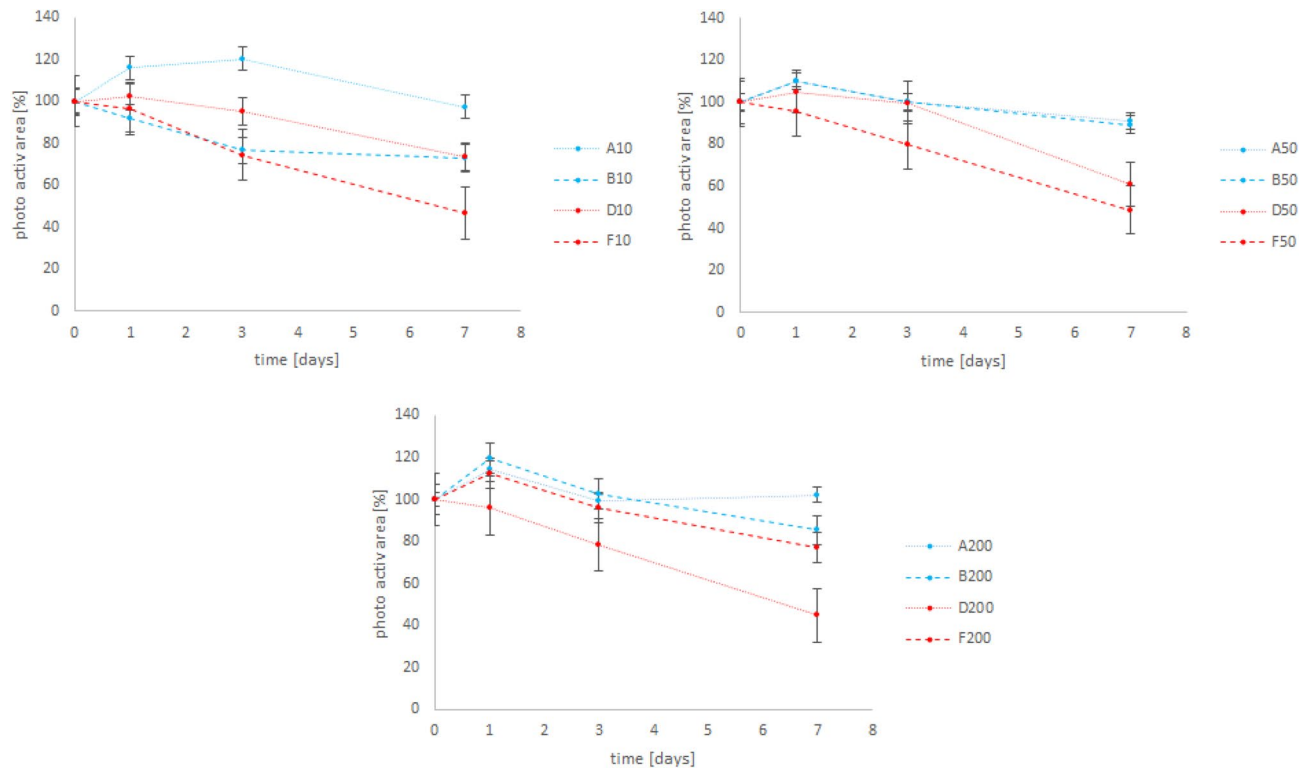 140
120
100
80
60
40
20
0
photo activ area [%]
0 1 2 3 4 5 6 7 8
time [days]
A10
B10
D10
F10
140
120
100
80
60
40
20
0
photo activ area [%]
0 1 2 3 4 5 6 7 8
time [days]
A50
B50
D50
F50
140
120
100
80
60
40
20
0
photo activ area [%]
0 1 2 3 4 5 6 7 8
time [days]
A200
B200
D200
F200